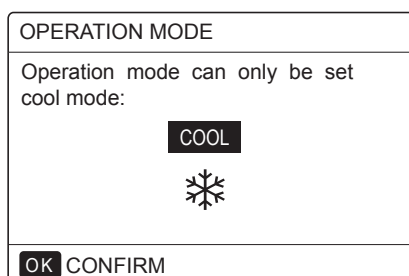 OPERATION MODE
Operation mode can only be set
cool mode:
COOL
OK CONFIRM